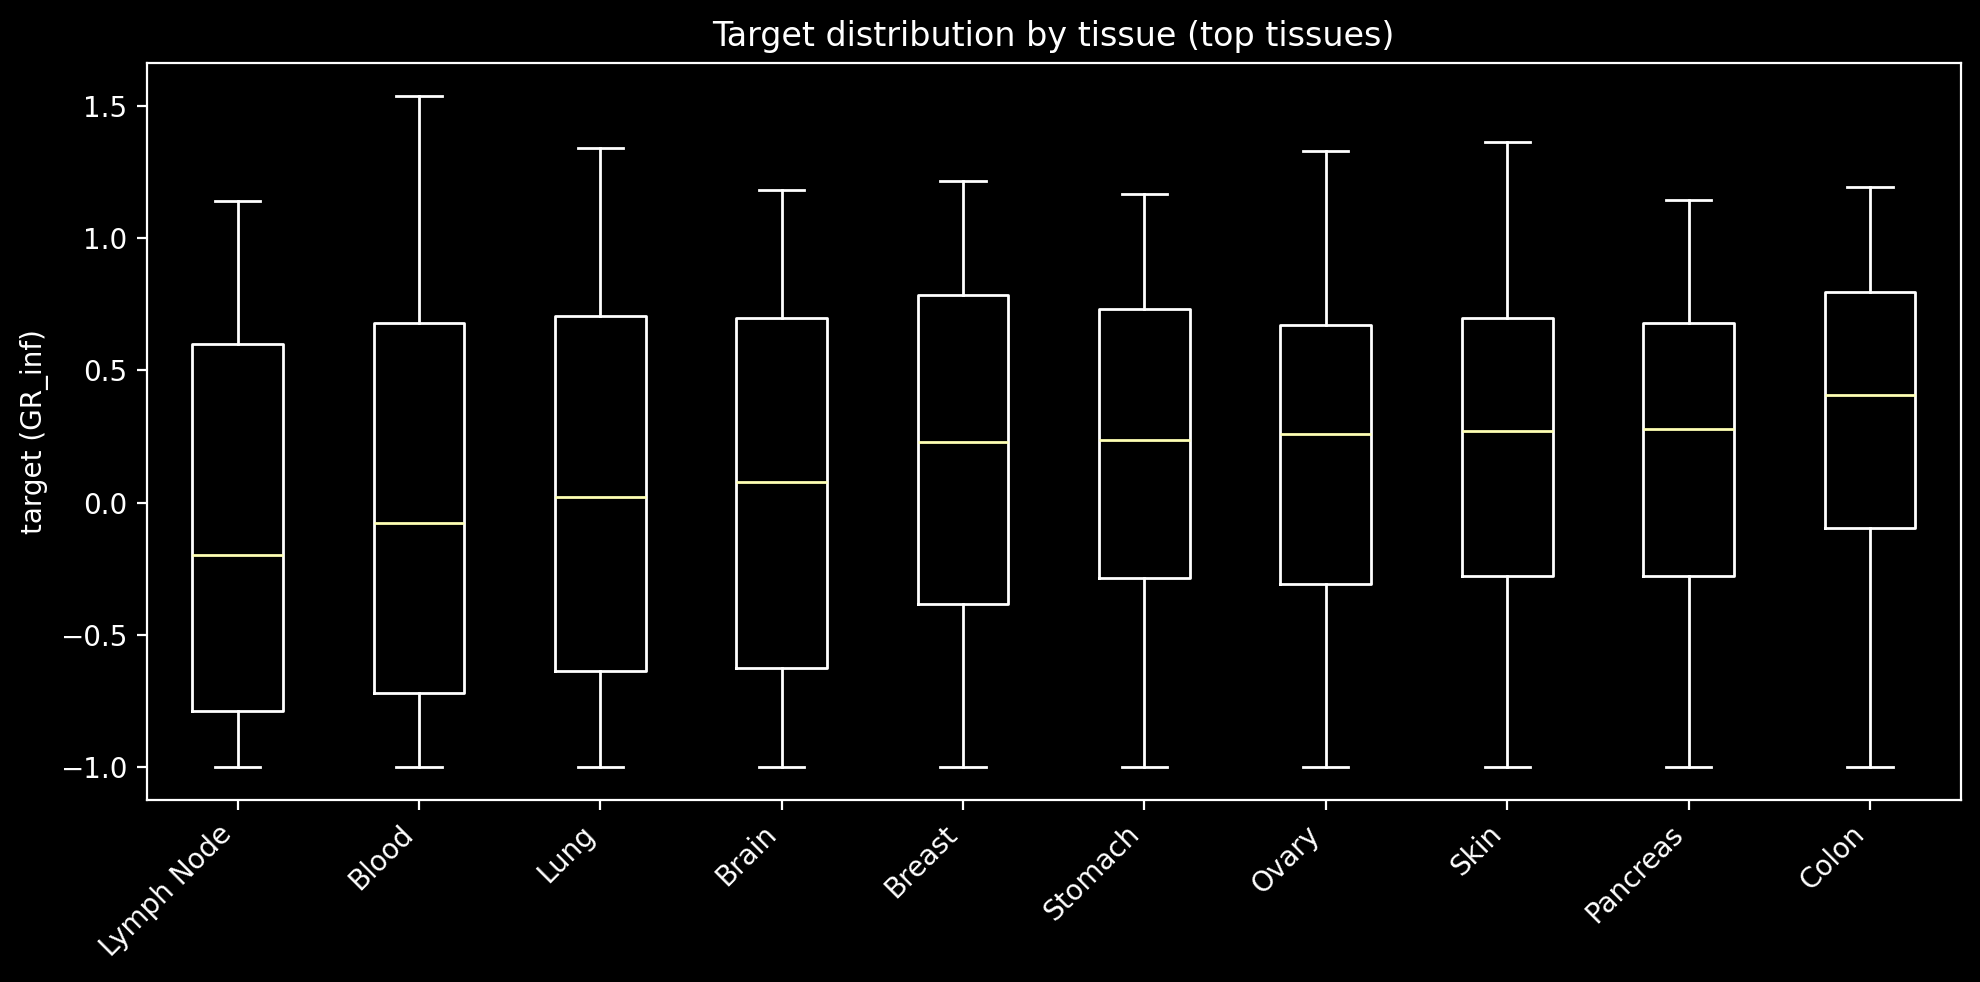 Target distribution by tissue (top tissues)
target (GR_inf)
1.5
1.0
0.5
0.0
−0.5
−1.0
Lymph Node
Blood
Lung
Brain
Breast
Stomach
Ovary
Skin
Pancreas
Colon